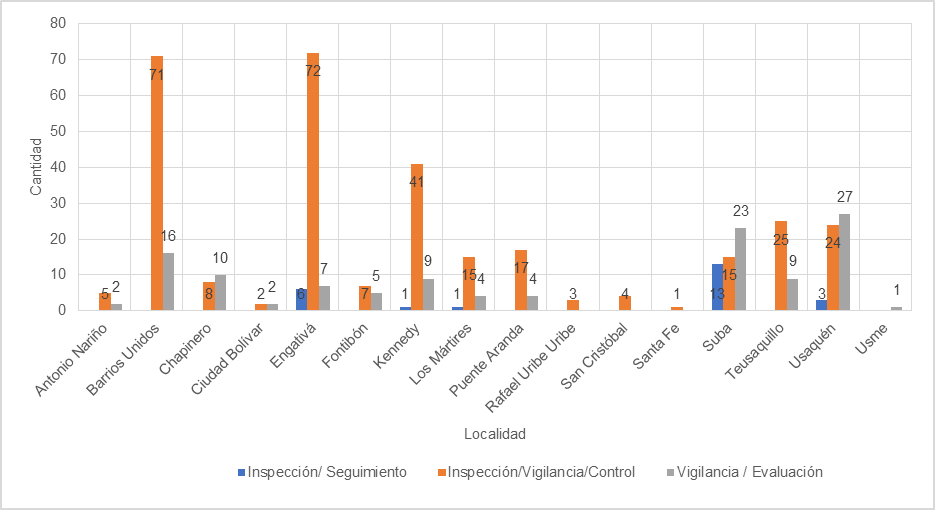 80
70
60
50
40
30
20
10
0
Cantidad
5 2
71 16
8 10
2 2
6 72 7
7 5
1 41 9
1 15 4
17 4
3
4
1
13 15 23
25 9
3 24 27
1
Antonio Nariño
Barrios Unidos
Chapinero
Ciudad Bolívar
Engativá
Fontibón
Kennedy
Los Mártires
Puente Aranda
Rafael Uribe Uribe
San Cristóbal
Santa Fe
Suba
Teusaquillo
Usaquén
Usme
Localidad
Inspección/ Seguimiento Inspección/Vigilancia/Control Vigilancia / Evaluación